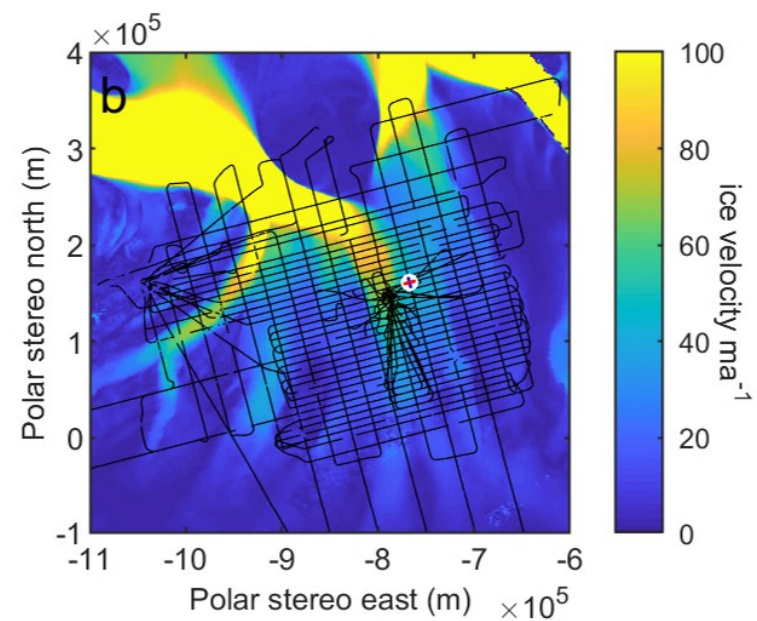 ×10⁵
b
Polar stereo north (m)
4
3
2
1
0
-1
-11 -10 -9 -8 -7 -6
Polar stereo east (m) ×10⁵
100
80
60
40
20
0
ice velocity ma⁻¹